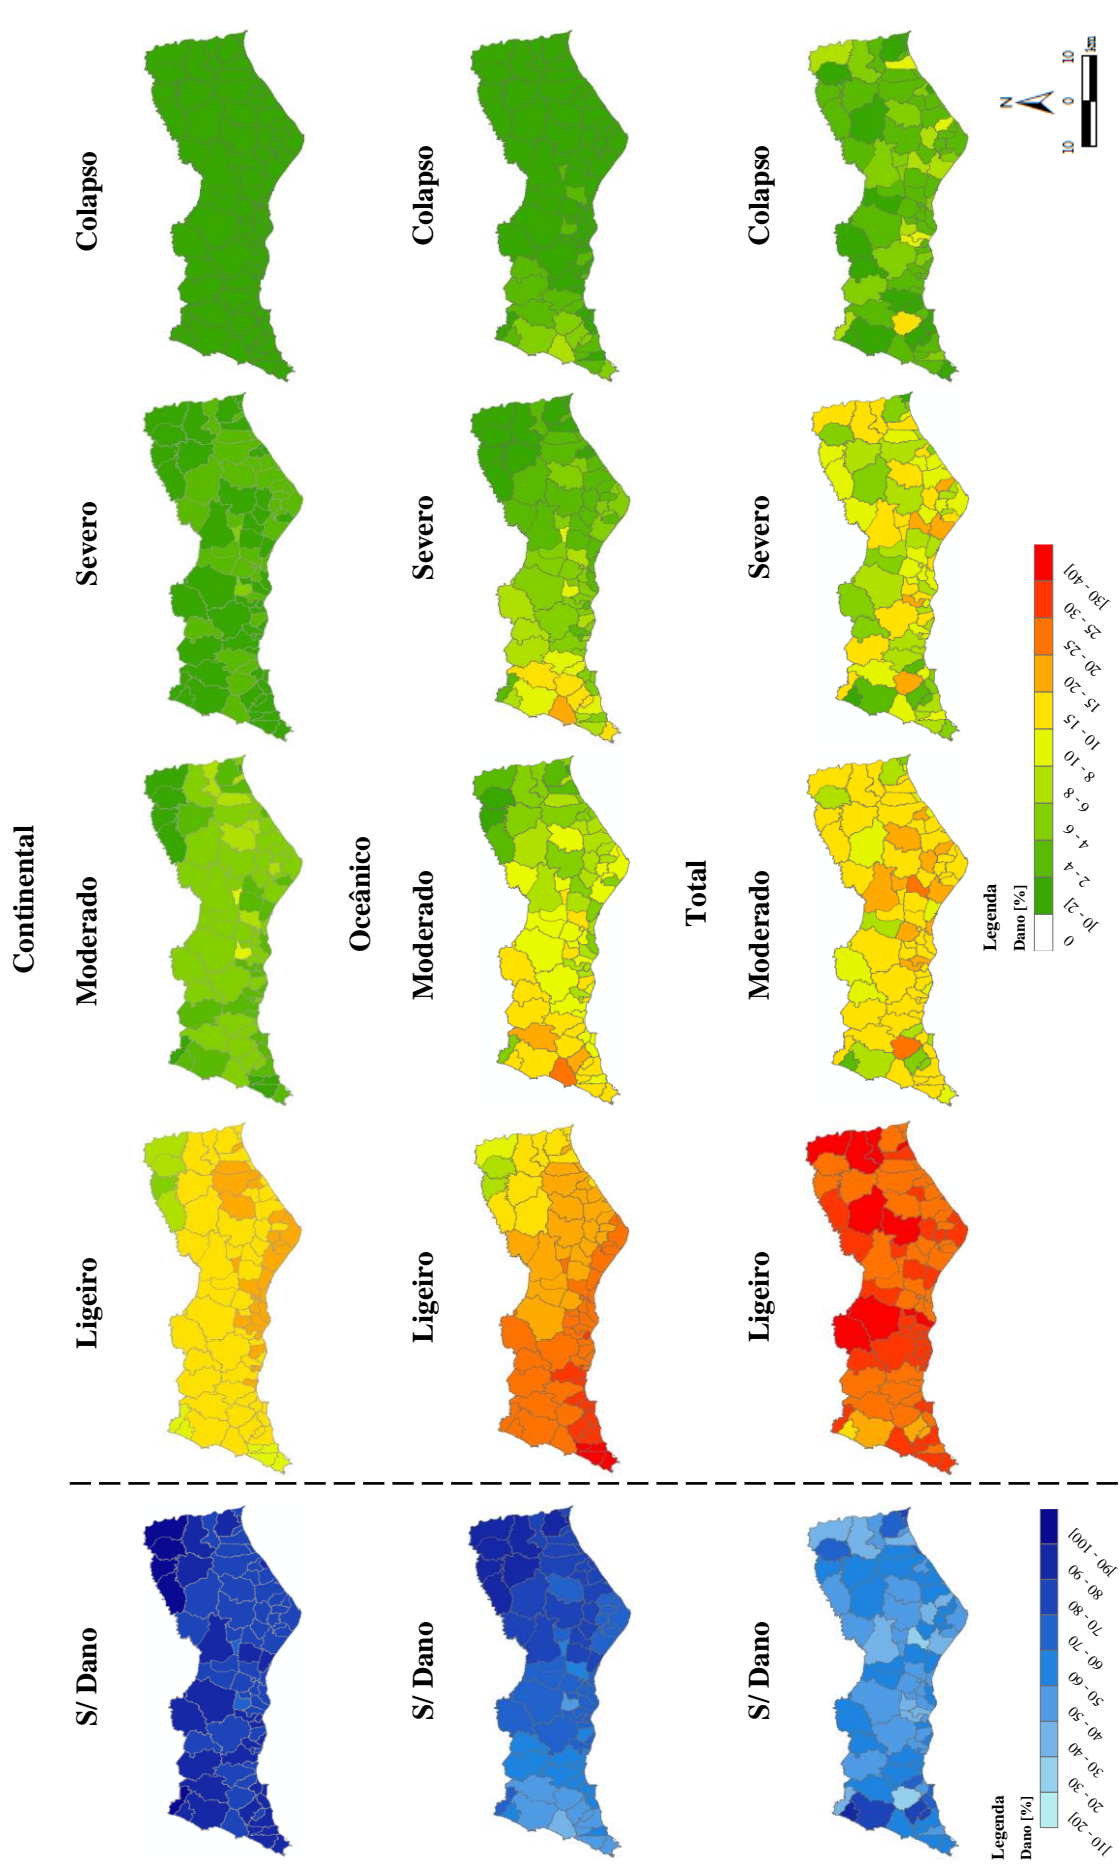 Continental
S/ Dano
Ligeiro
Moderado
Severo
Colapso
Oceânico
S/ Dano
Ligeiro
Moderado
Severo
Colapso
Total
S/ Dano
Ligeiro
Moderado
Severo
Colapso
Legenda
Dano [%]
[10 - 20]
20 - 30
30 - 40
40 - 50
50 - 60
60 - 70
70 - 80
80 - 90
]90 - 100]
Legenda
Dano [%]
0
]0 - 2]
2 - 4
4 - 6
6 - 8
8 - 10
10 - 15
15 - 20
20 - 25
25 - 30
]30 - 40]
N
10 0 10
km